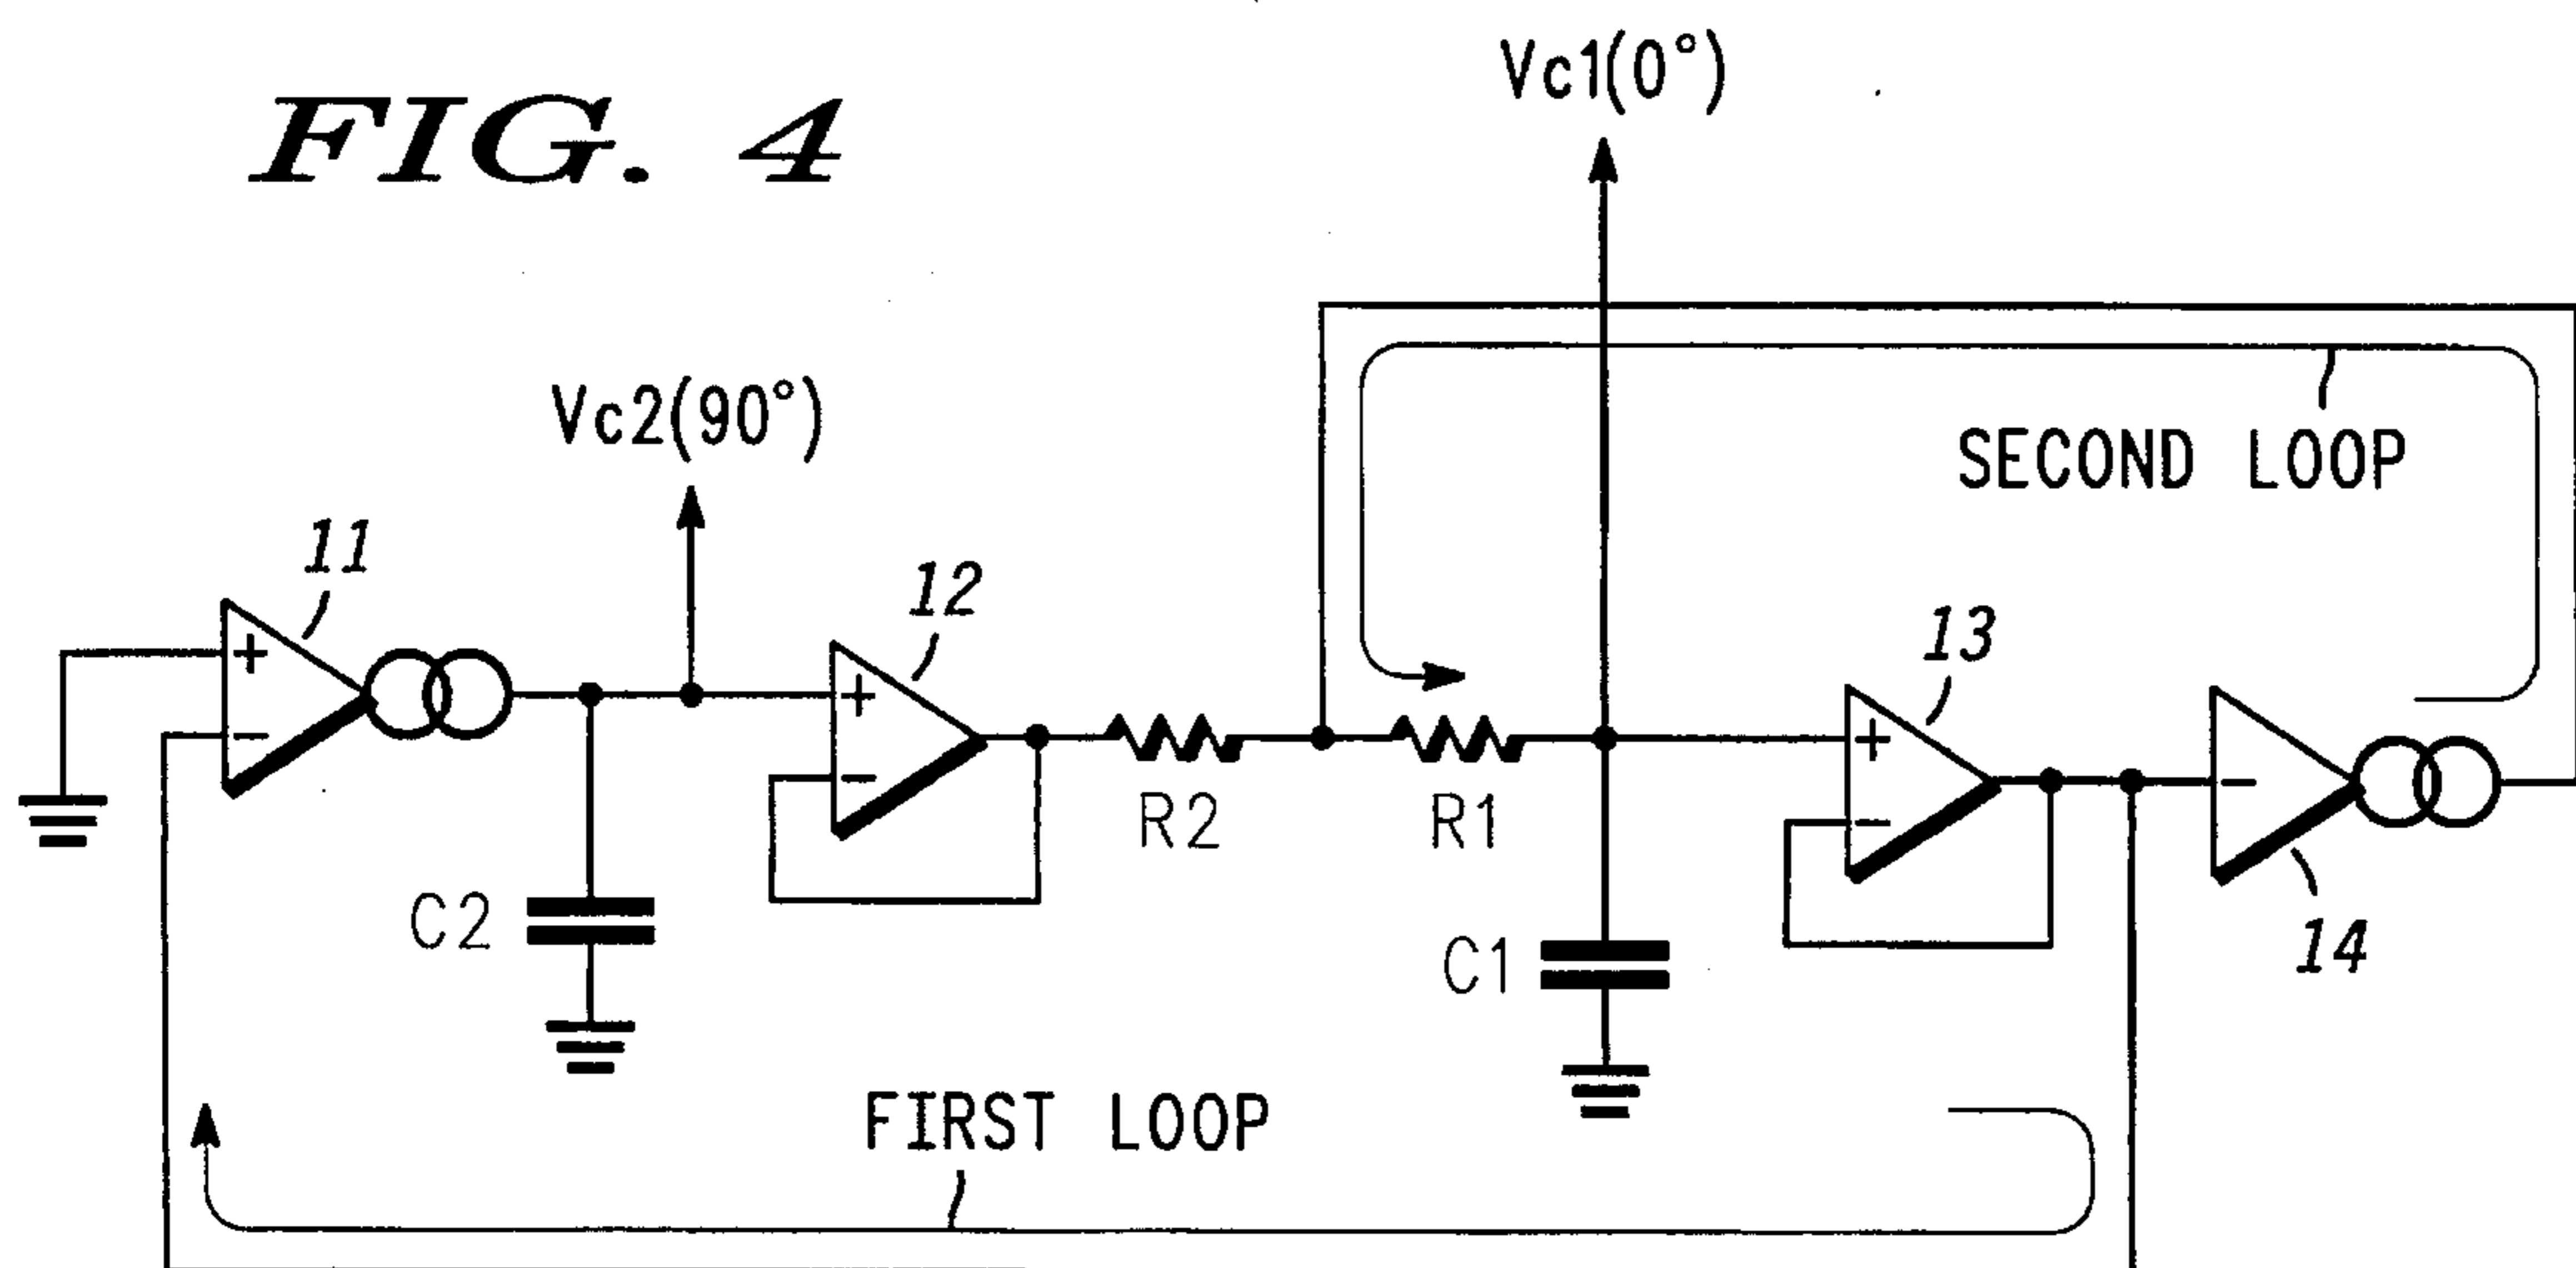 FIG. 4
Vc1(0°)
Vc2(90°)
SECOND LOOP
11
12
13
+
-
+
-
R2
R1
+
-
-
C2
C1
14
FIRST LOOP